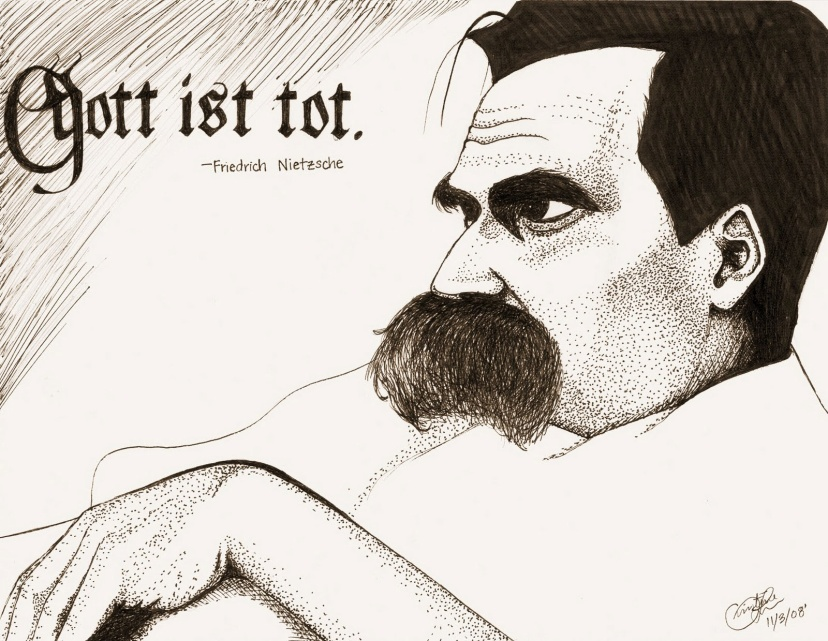 Gott ist tot.
—Friedrich Nietzsche
11/3/08'